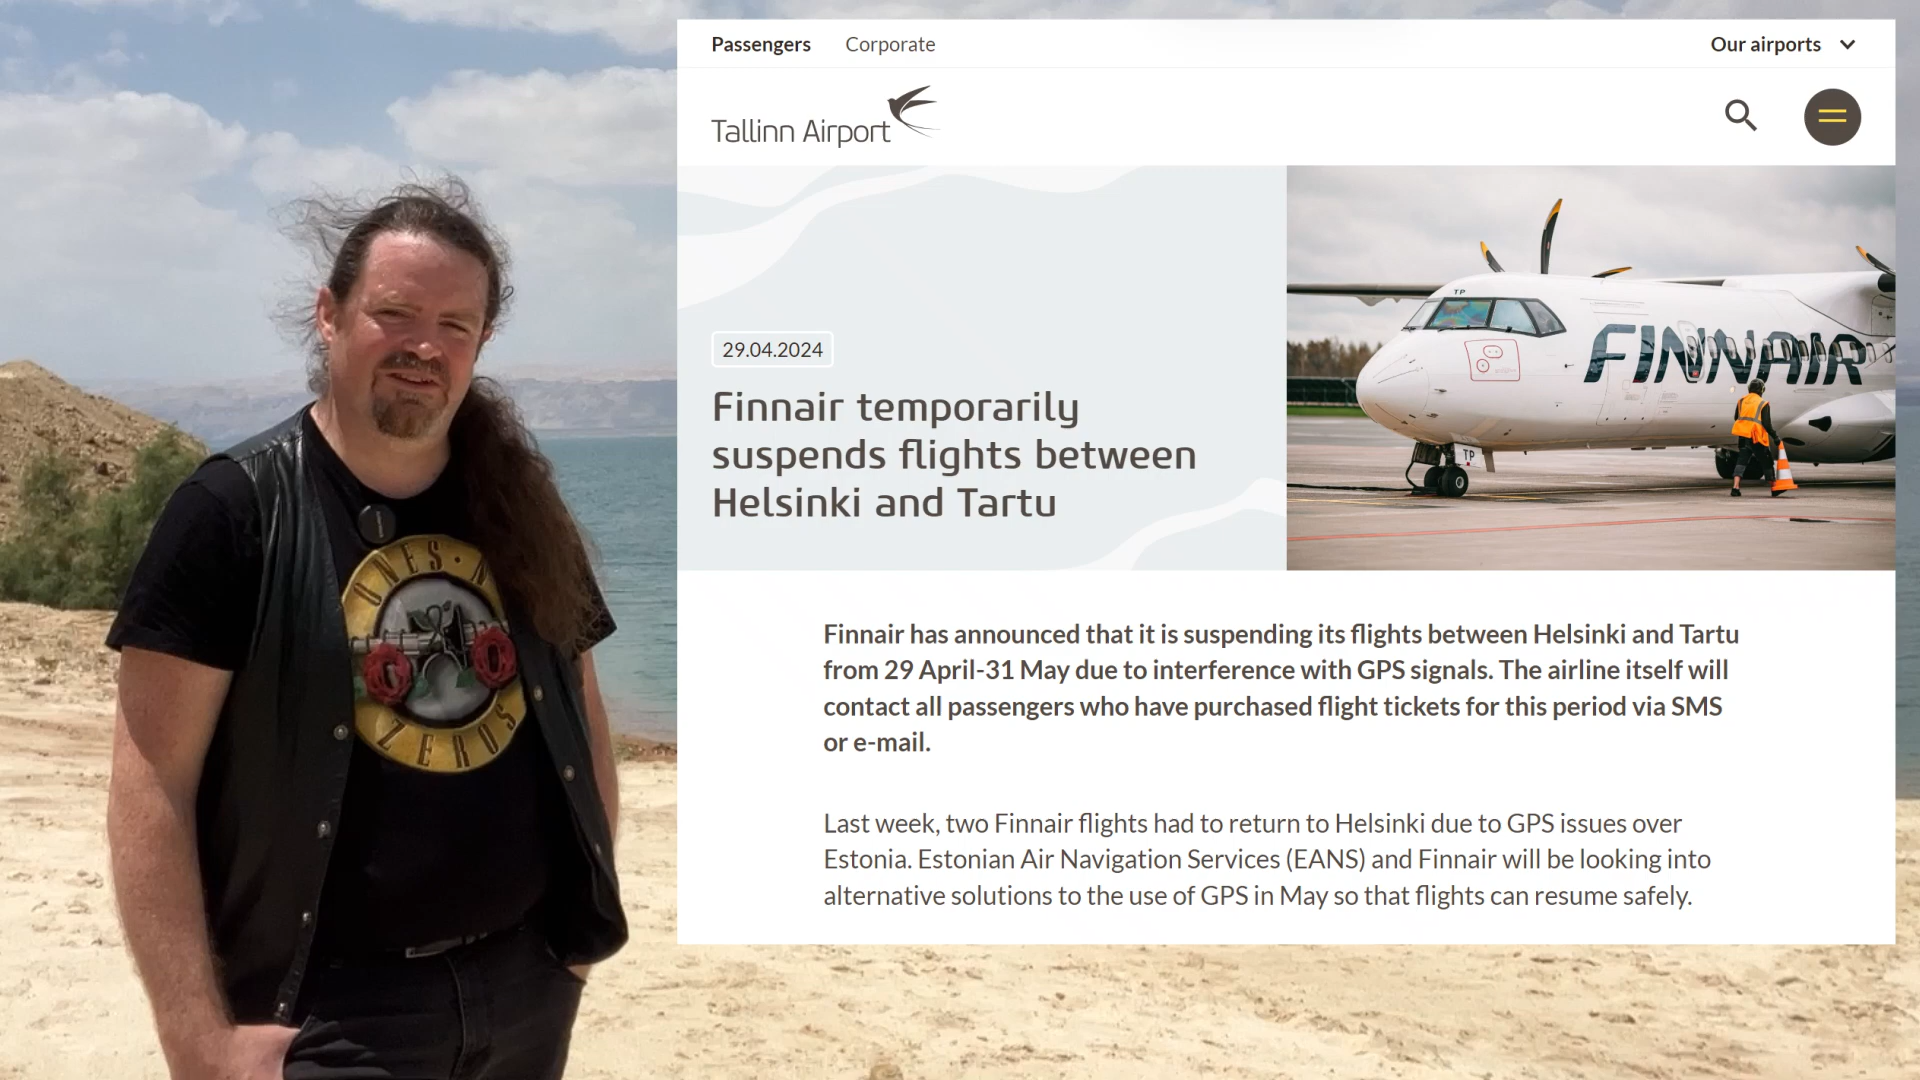 Passengers
Corporate
Our airports
Tallinn Airport
29.04.2024
Finnair temporarily
suspends flights between
Helsinki and Tartu
TP
FINNAIR
TP
Finnair has announced that it is suspending its flights between Helsinki and Tartu
from 29 April-31 May due to interference with GPS signals. The airline itself will
contact all passengers who have purchased flight tickets for this period via SMS
or e-mail.
Last week, two Finnair flights had to return to Helsinki due to GPS issues over
Estonia. Estonian Air Navigation Services (EANS) and Finnair will be looking into
alternative solutions to the use of GPS in May so that flights can resume safely.
ONES · N
ZEROS